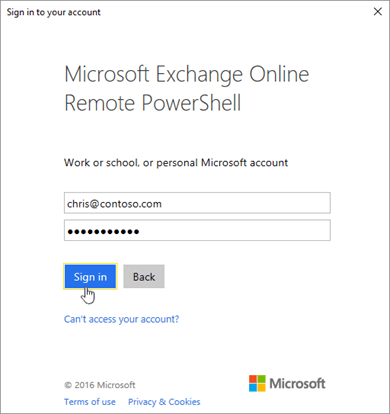 Sign in to your account
Microsoft Exchange Online
Remote PowerShell
Work or school, or personal Microsoft account
chris@contoso.com
●●●●●●●●●●●
Sign in Back
Can't access your account?
© 2016 Microsoft
Microsoft
Terms of use Privacy & Cookies